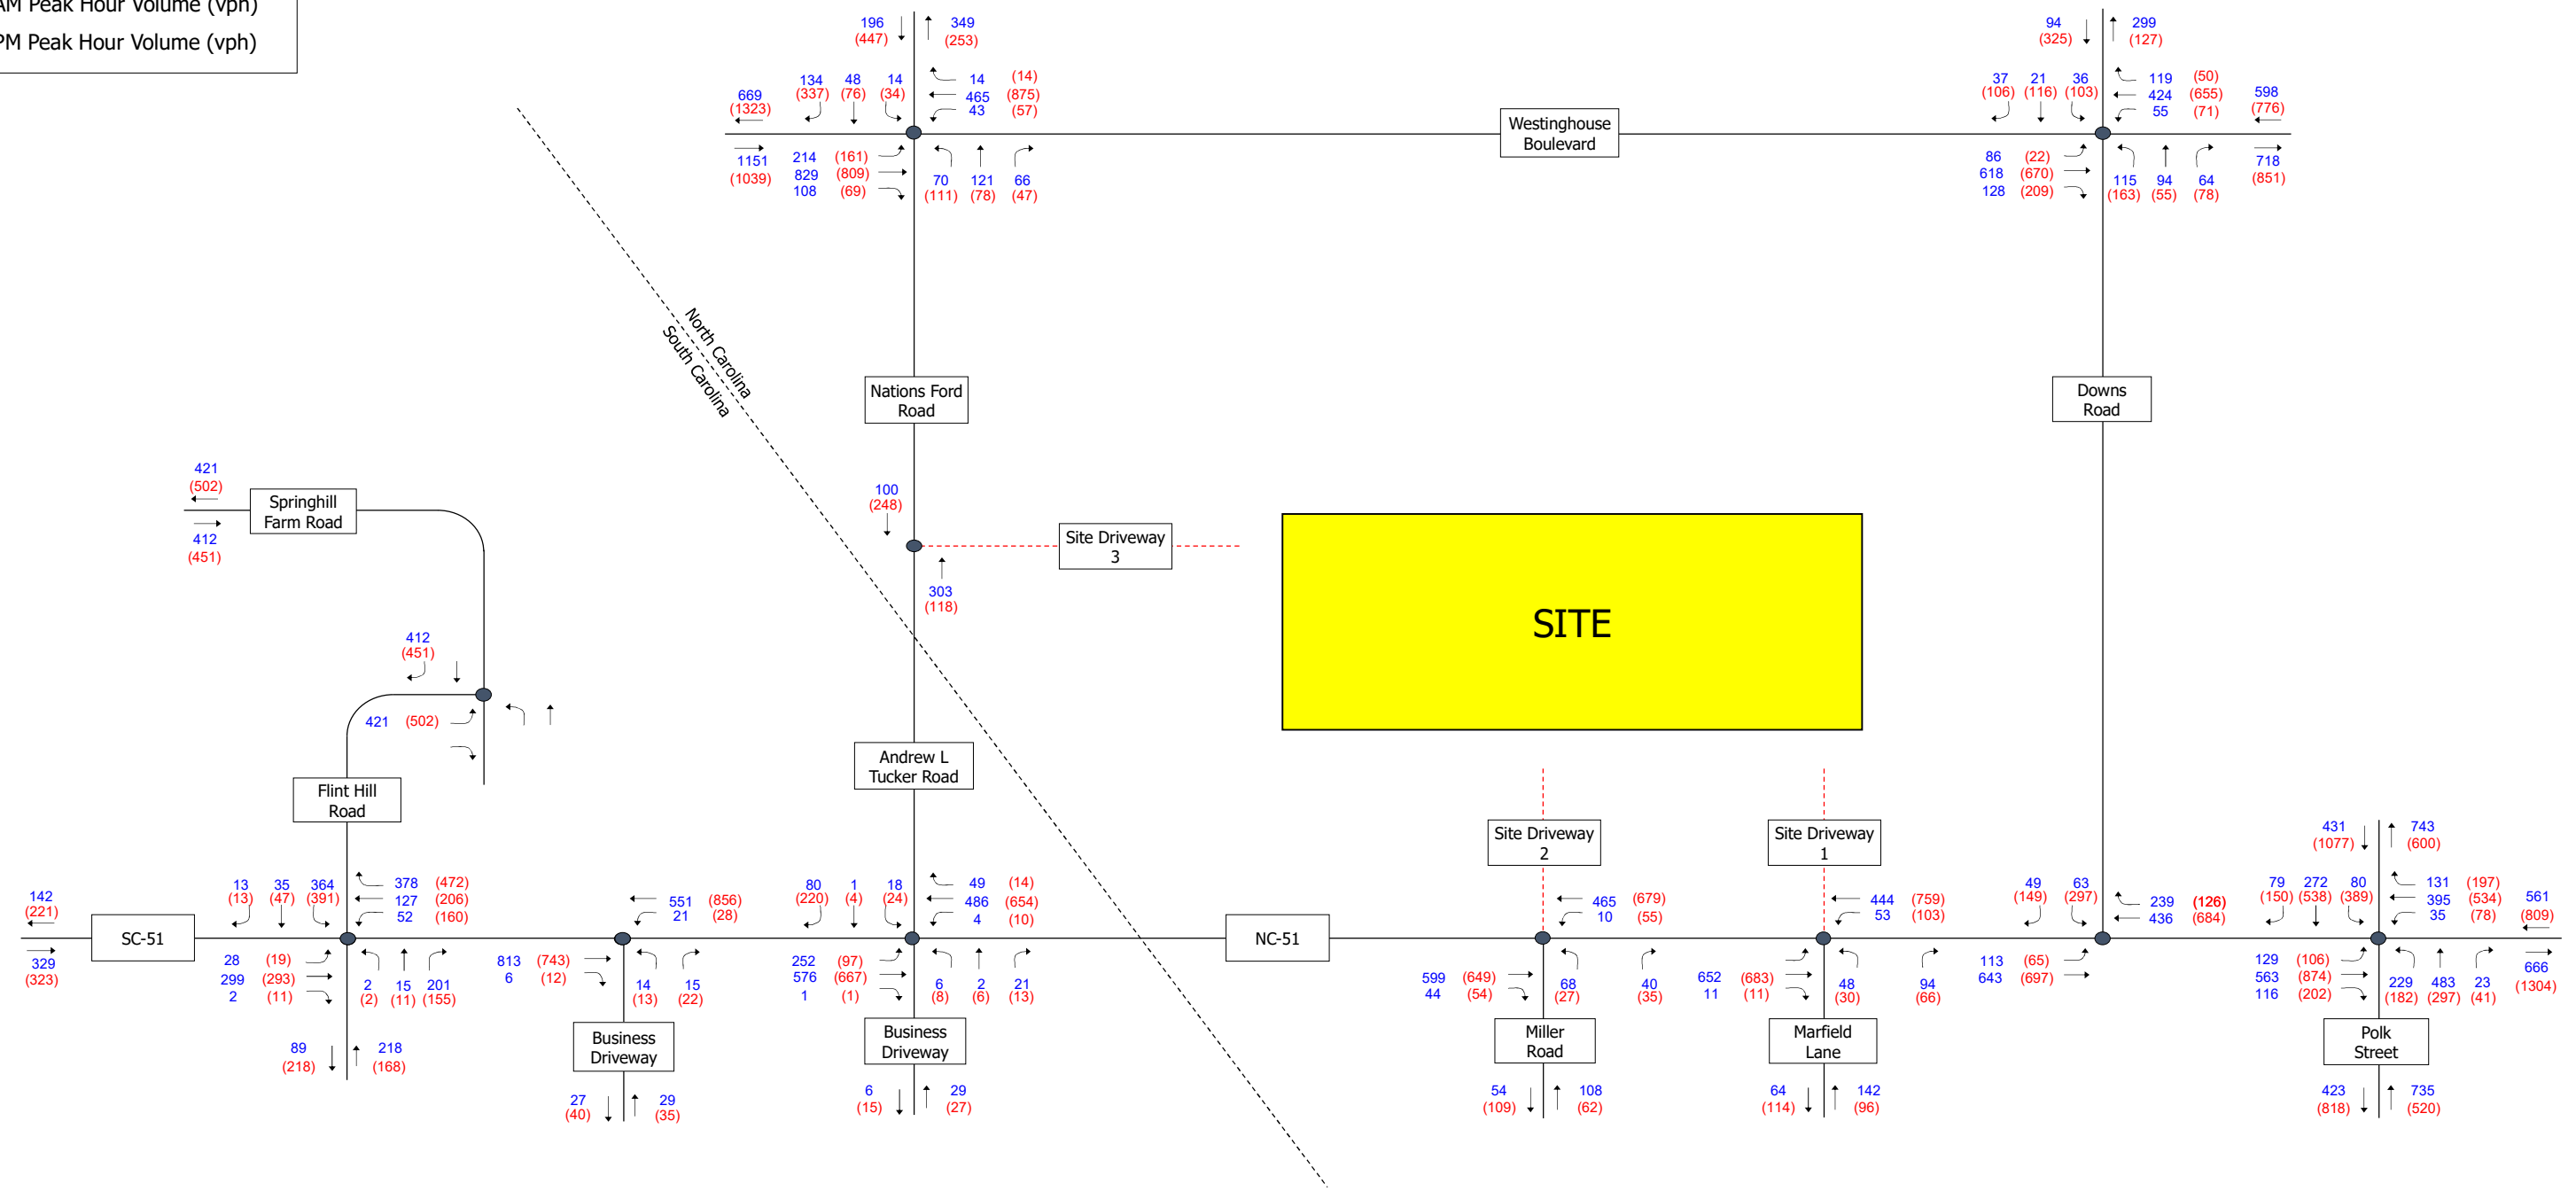 AM Peak Hour Volume (vph)
PM Peak Hour Volume (vph)
196 349
(447) (253)
134 48 14
(337) (76) (34)
14 (14)
465 (875)
43 (57)
669
(1323)
1151
(1039)
214 (161)
829 (809)
108 (69)
70 121 66
(111) (78) (47)
Westinghouse
Boulevard
94 299
(325) (127)
37 21 36
(106) (116) (103)
119 (50)
424 (655)
55 (71)
598
(776)
86 (22)
618 (670)
128 (209)
115 94 64
(163) (55) (78)
718
(851)
North Carolina
South Carolina
Nations Ford
Road
Downs
Road
421
(502)
Springhill
Farm Road
412
(451)
100
(248)
Site Driveway
3
303
(118)
SITE
412
(451)
421 (502)
Flint Hill
Road
Andrew L
Tucker Road
Site Driveway
2
Site Driveway
1
142
(221)
SC-51
329
(323)
13 35 364
(13) (47) (391)
378 (472)
127 (206)
52 (160)
28 (19)
299 (293)
2 (11)
2 15 201
(2) (11) (155)
89 218
(218) (168)
551 (856)
21 (28)
813 (743)
6 (12)
14 15
(13) (22)
Business
Driveway
27 29
(40) (35)
80 1 18
(220) (4) (24)
49 (14)
486 (654)
4 (10)
252 (97)
576 (667)
1 (1)
6 2 21
(8) (6) (13)
Business
Driveway
6 29
(15) (27)
NC-51
465 (679)
10 (55)
599 (649)
44 (54)
68 40
(27) (35)
Miller
Road
54 108
(109) (62)
444 (759)
53 (103)
652 (683)
11 (11)
48 94
(30) (66)
Marfield
Lane
64 142
(114) (96)
49 63
(149) (297)
239 (126)
436 (684)
113 (65)
643 (697)
431 743
(1077) (600)
79 272 80
(150) (538) (389)
131 (197)
395 (534)
35 (78)
561
(809)
129 (106)
563 (874)
116 (202)
229 483 23
(182) (297) (41)
666
(1304)
Polk
Street
423 735
(818) (520)